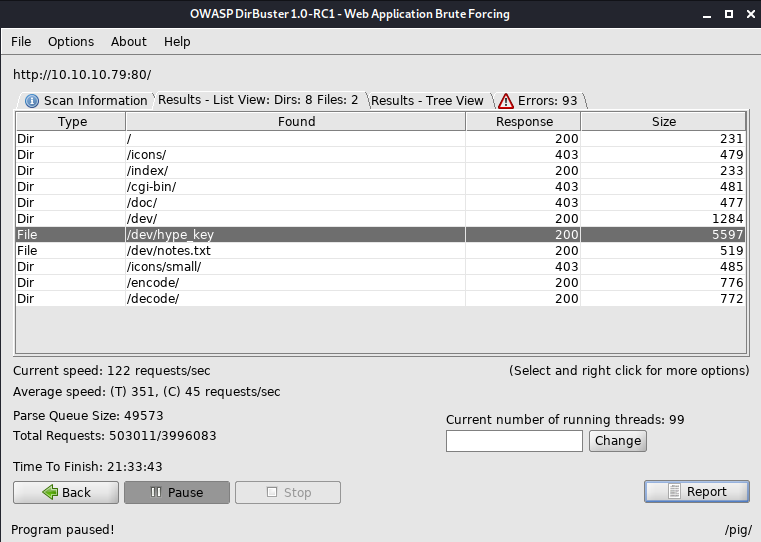 OWASP DirBuster 1.0-RC1 - Web Application Brute Forcing
File Options About Help
http://10.10.10.79:80/
Scan Information Results - List View: Dirs: 8 Files: 2 Results - Tree View Errors: 93
Type Found Response Size
Dir / 200 231
Dir /icons/ 403 479
Dir /index/ 200 233
Dir /cgi-bin/ 403 481
Dir /doc/ 403 477
Dir /dev/ 200 1284
File /dev/hype_key 200 5597
File /dev/notes.txt 200 519
Dir /icons/small/ 403 485
Dir /encode/ 200 776
Dir /decode/ 200 772
Current speed: 122 requests/sec (Select and right click for more options)
Average speed: (T) 351, (C) 45 requests/sec
Parse Queue Size: 49573
Current number of running threads: 99
Total Requests: 503011/3996083
Change
Time To Finish: 21:33:43
Back Pause Stop Report
Program paused! /pig/